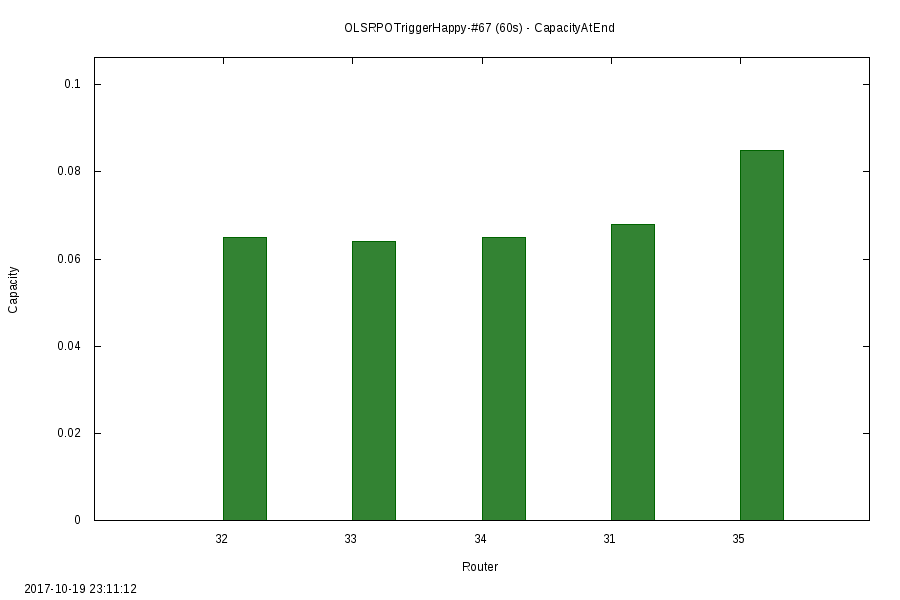 OLSRPOTriggerHappy-#67 (60s) - CapacityAtEnd
0.1
0.08
0.06
0.04
0.02
0
Capacity
32 33 34 31 35
Router
2017-10-19 23:11:12